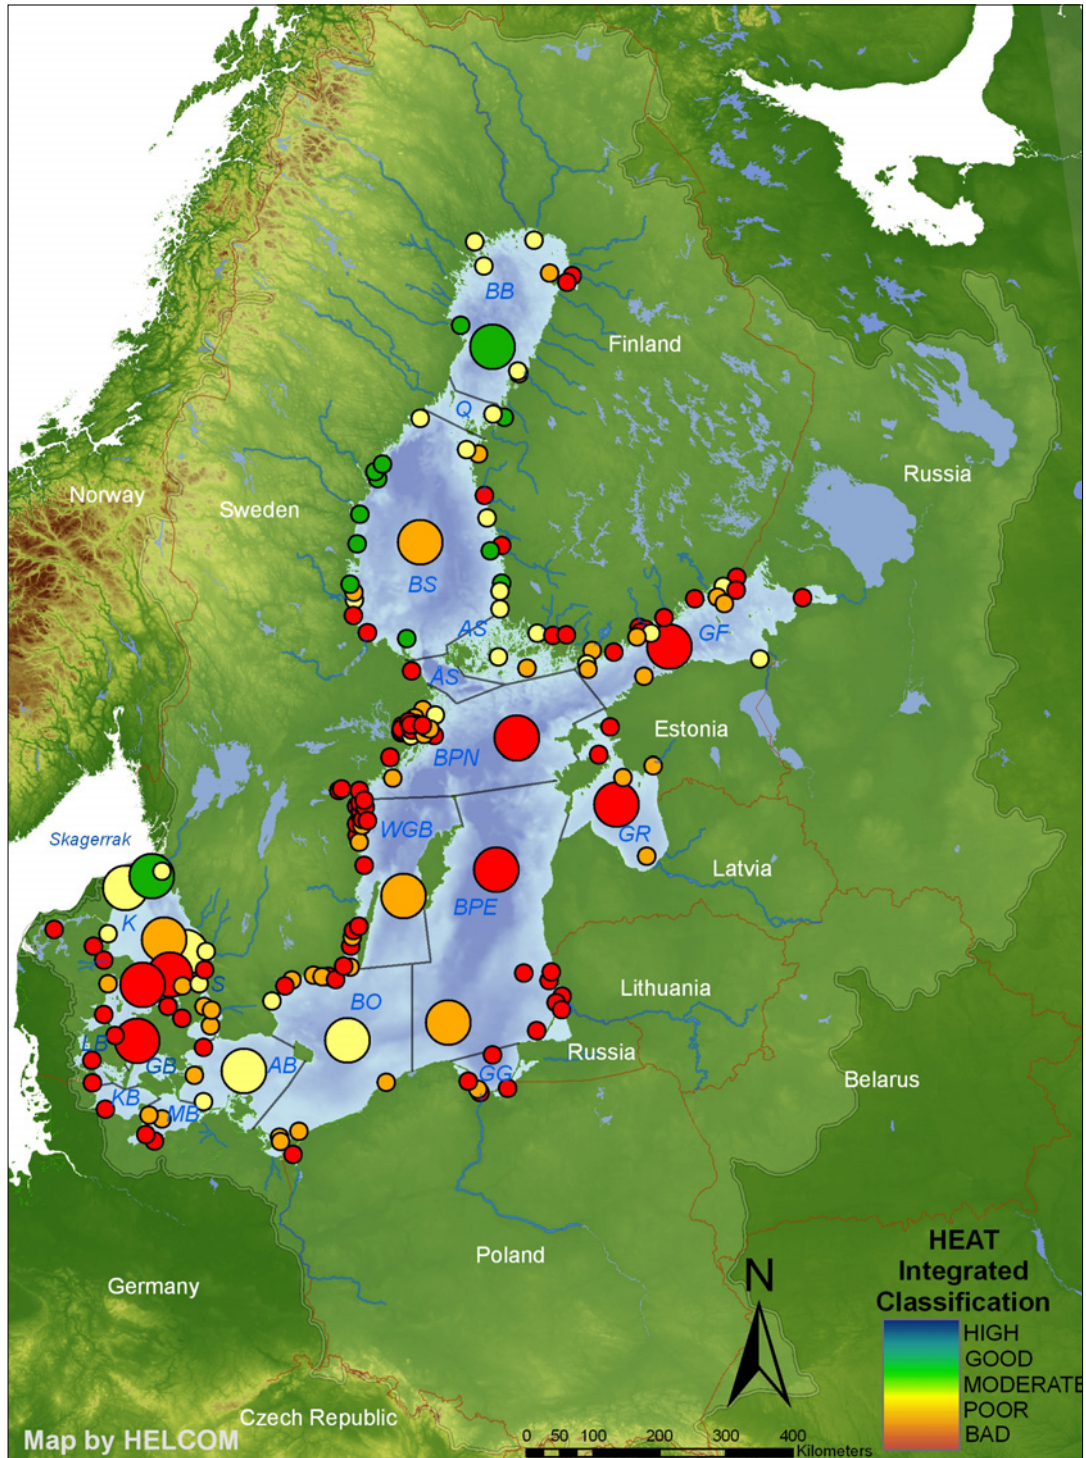 BB
Finland
Q
Russia
Norway
Sweden
BS
AS
GF
AS
Estonia
BPN
WGB
GR
Skagerrak
Latvia
BPE
K
S
Lithuania
BO
LB
GB
AB
Russia
GG
KB
MB
Belarus
Poland
Germany
N
HEAT
Integrated
Classification
HIGH
GOOD
MODERATE
POOR
BAD
Czech Republic
Map by HELCOM
0 50 100 200 300 400
Kilometers